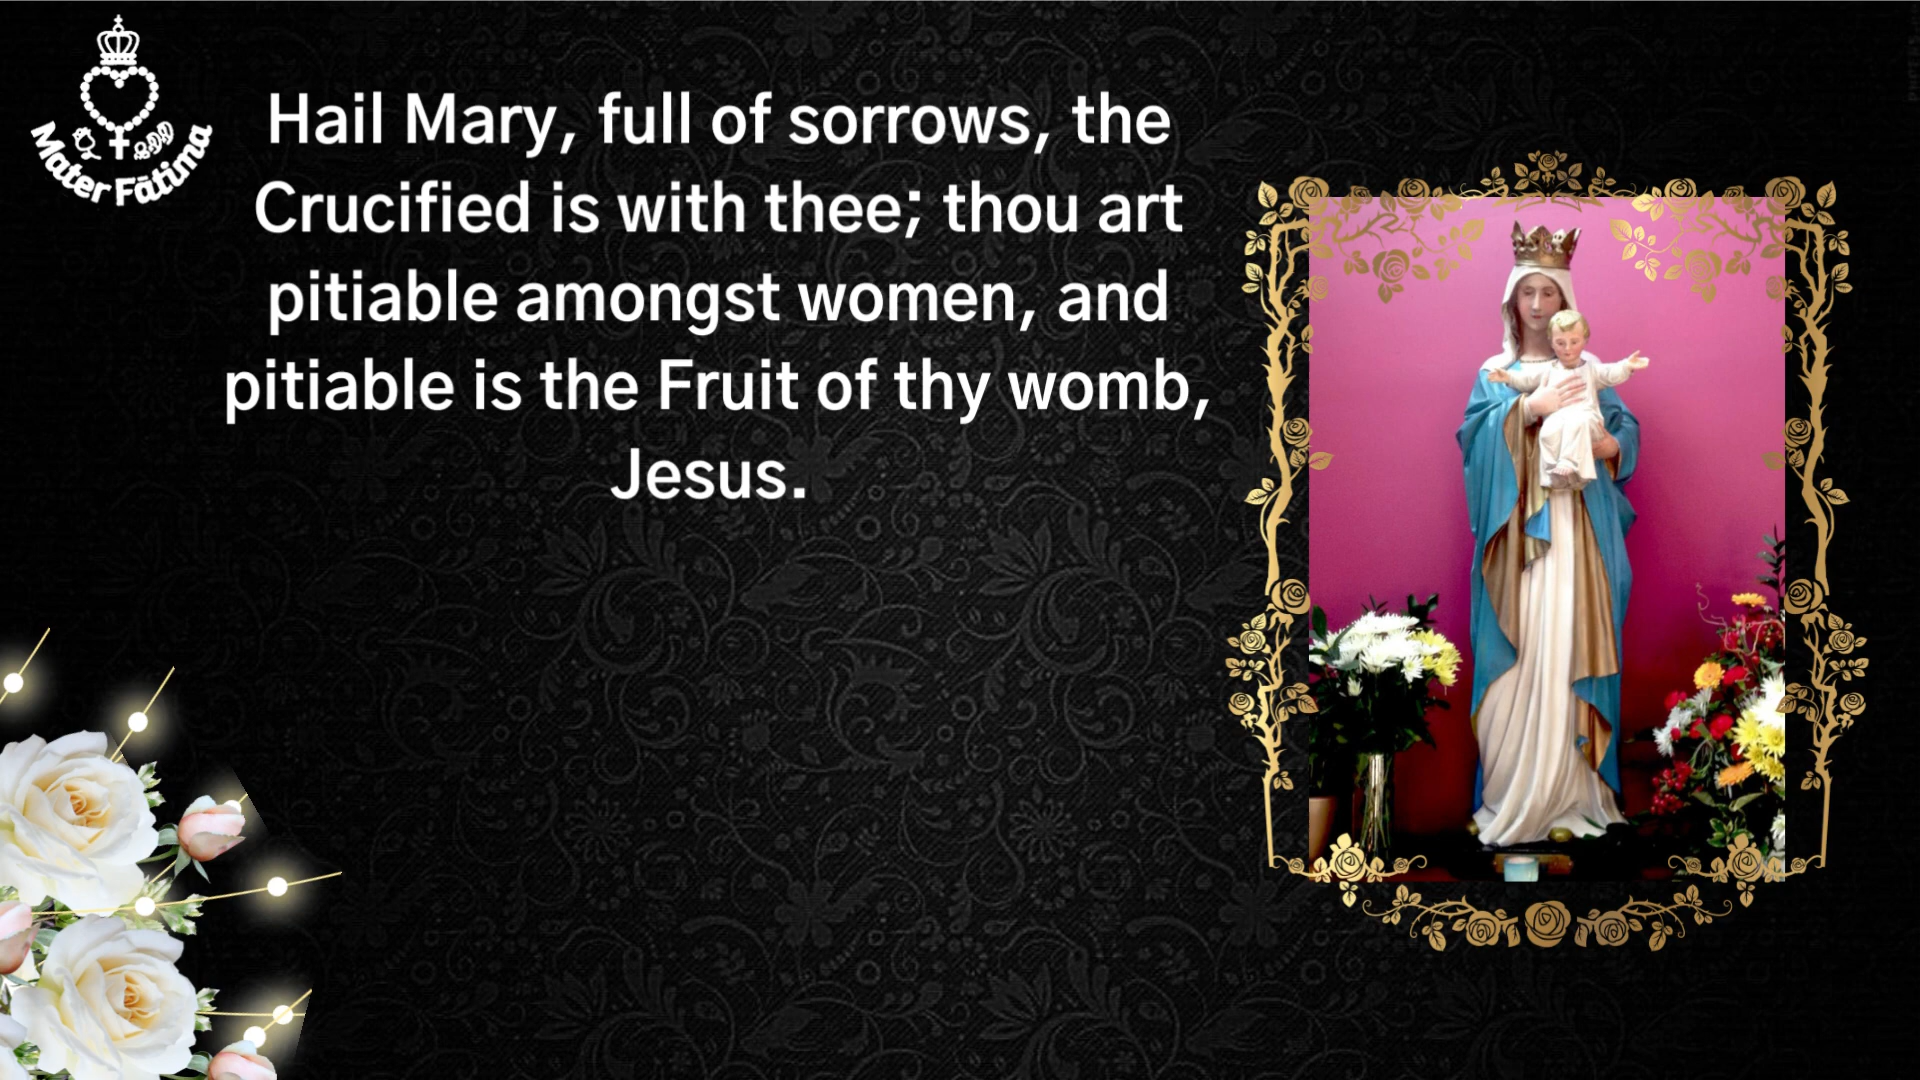 Mater Fātima
Hail Mary, full of sorrows, the
Crucified is with thee; thou art
pitiable amongst women, and
pitiable is the Fruit of thy womb,
Jesus.